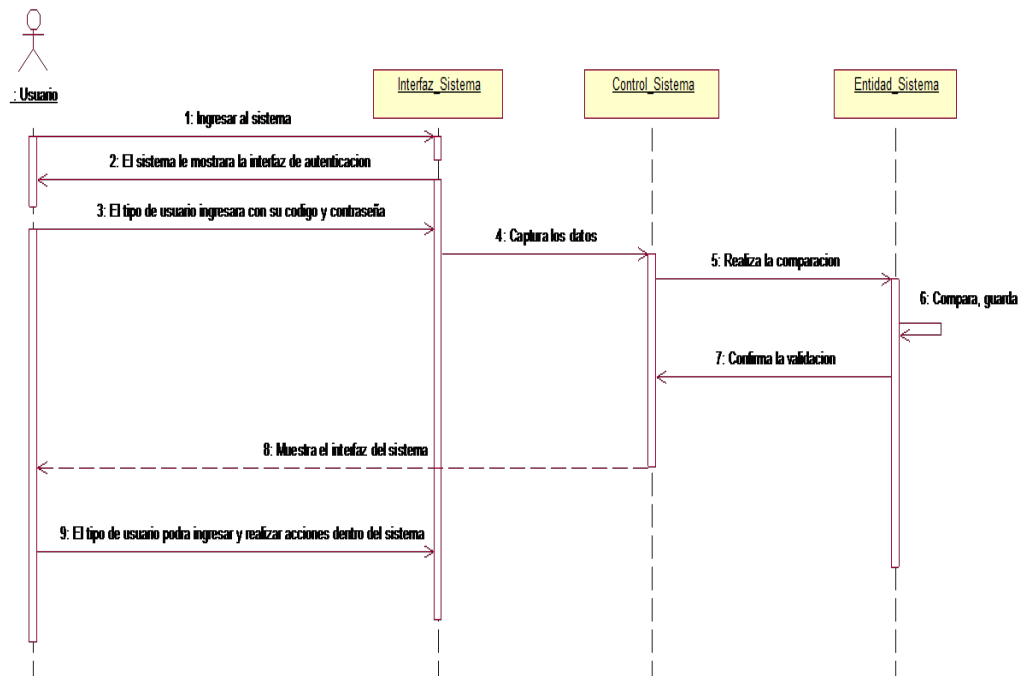 : Usuario
Interfaz_Sistema
Control_Sistema
Entidad_Sistema
1: Ingresar al sistema
2: El sistema le mostrara la interfaz de autenticacion
3: El tipo de usuario ingresara con su codigo y contraseña
4: Captura los datos
5: Realiza la comparacion
6: Compara, guarda
7: Confirma la validacion
8: Muestra el interfaz del sistema
9: El tipo de usuario podra ingresar y realizar acciones dentro del sistema